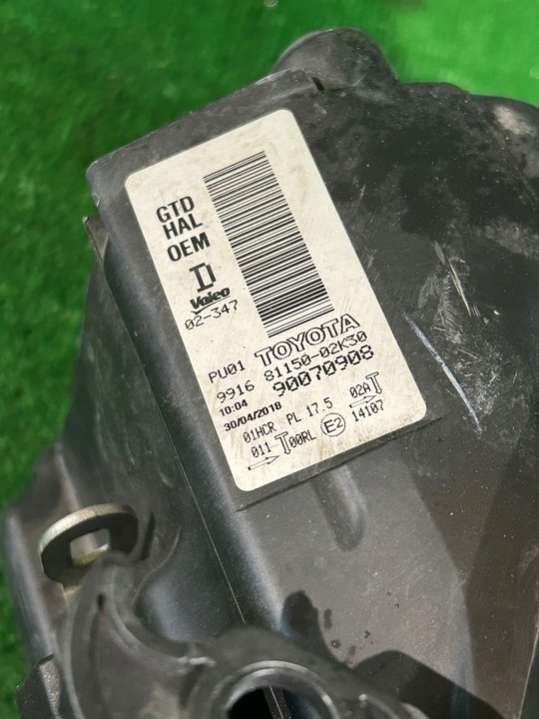 GTD
HAL
OEM
Valeo
02-347
PU01 TOYOTA
9916 81150-02K30
10:04 90070908
30/04/2018
01HCR PL 17.5 02A
011 00RL E2 14107